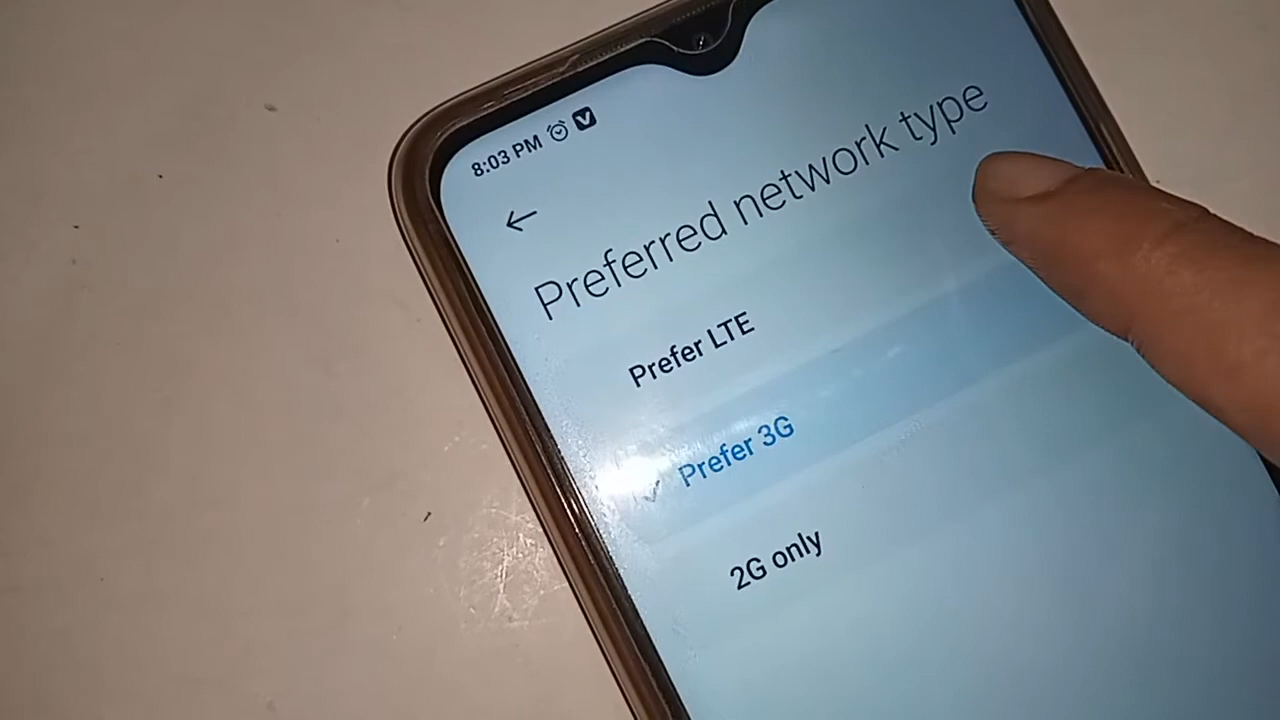 8:03 PM
Preferred network type
Prefer LTE
Prefer 3G
2G only